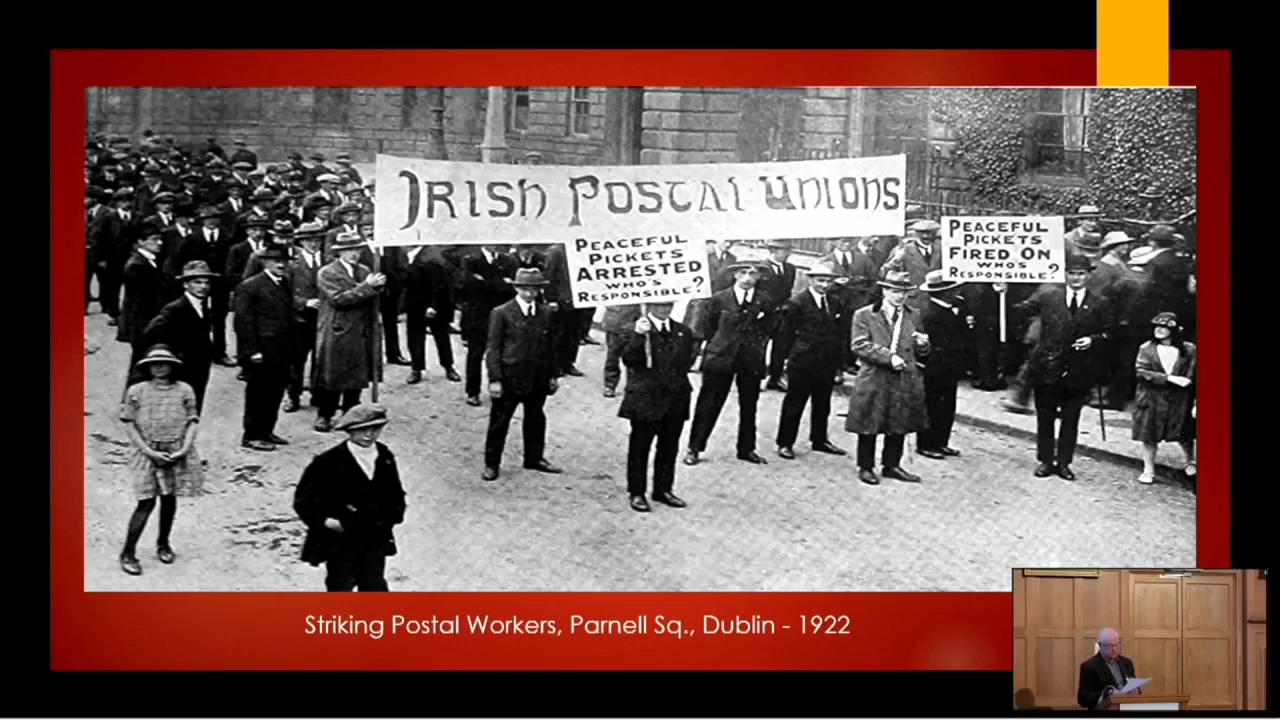 IRISH POSTAL UNIONS
PEACEFUL
PICKETS
ARRESTED
WHO'S
RESPONSIBLE?
PEACEFUL
PICKETS
FIRED ON
WHO'S
RESPONSIBLE?
Striking Postal Workers, Parnell Sq., Dublin - 1922